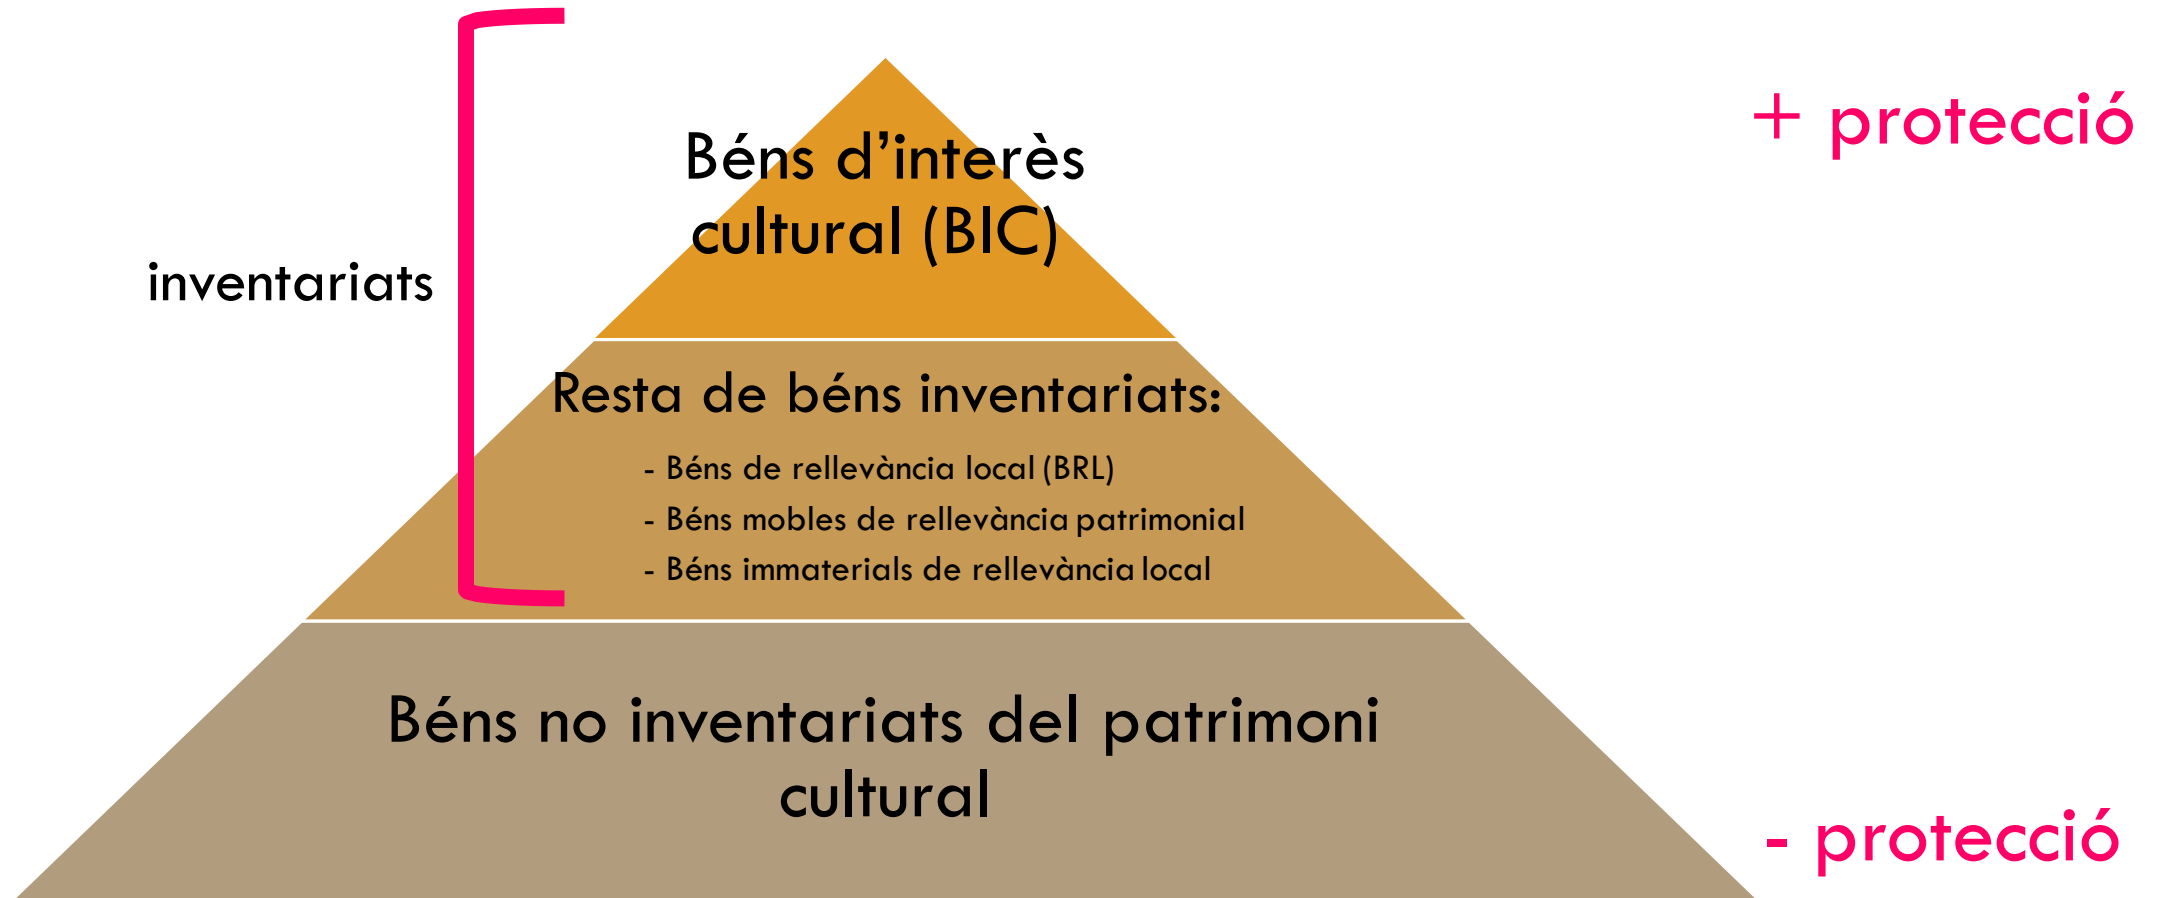 + protecció
Béns d’interès
cultural (BIC)
inventariats
Resta de béns inventariats:
- Béns de rellevància local (BRL)
- Béns mobles de rellevància patrimonial
- Béns immaterials de rellevància local
Béns no inventariats del patrimoni
cultural
- protecció